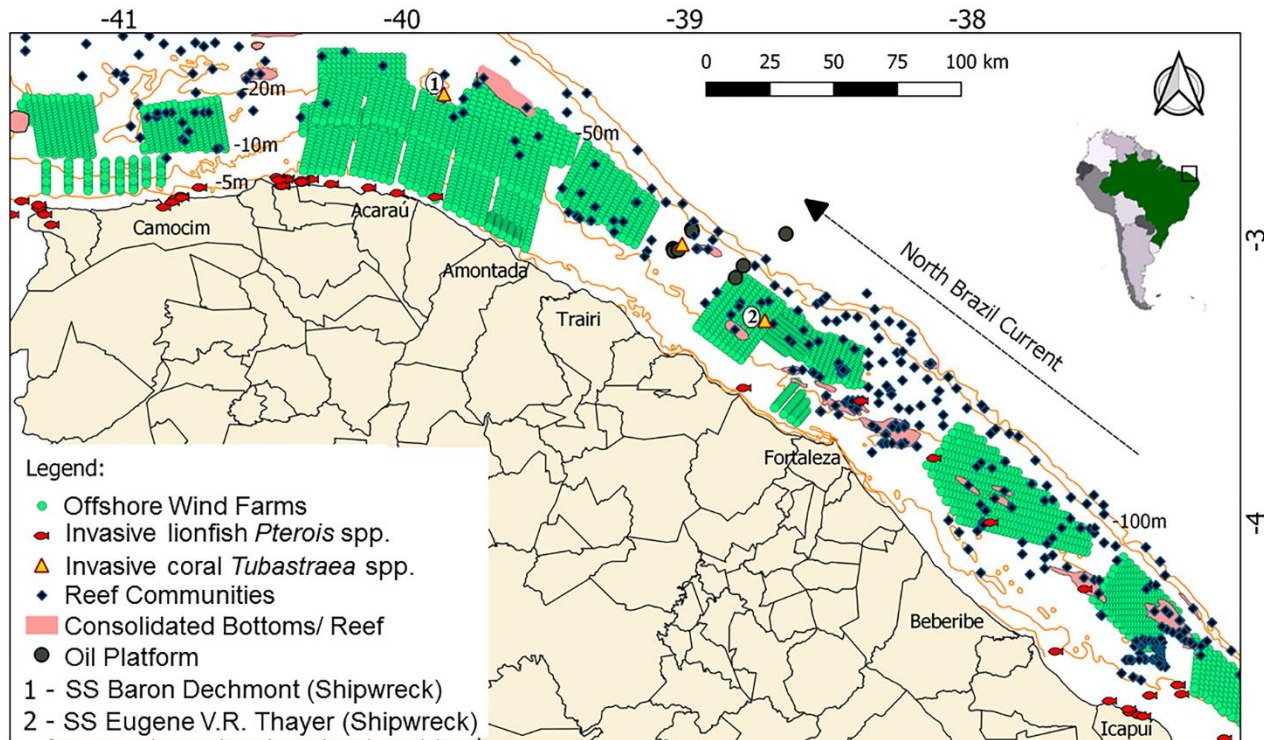 -41
-40
-39
-38
0
25
50
75
100 km
1
-20m
-10m
-5m
-50m
Camocim
Acaraú
Amontada
Trairi
2
-3
North Brazil Current
Fortaleza
-100m
-4
Beberibe
Icapuí
Legend:
Offshore Wind Farms
Invasive lionfish Pterois spp.
Invasive coral Tubastraea spp.
Reef Communities
Consolidated Bottoms/ Reef
Oil Platform
1 - SS Baron Dechmont (Shipwreck)
2 - SS Eugene V.R. Thayer (Shipwreck)